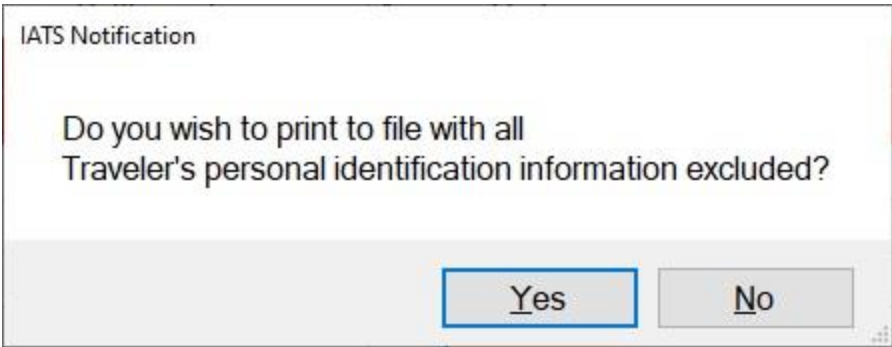 IATS Notification
Do you wish to print to file with all
Traveler's personal identification information excluded?
Yes
No